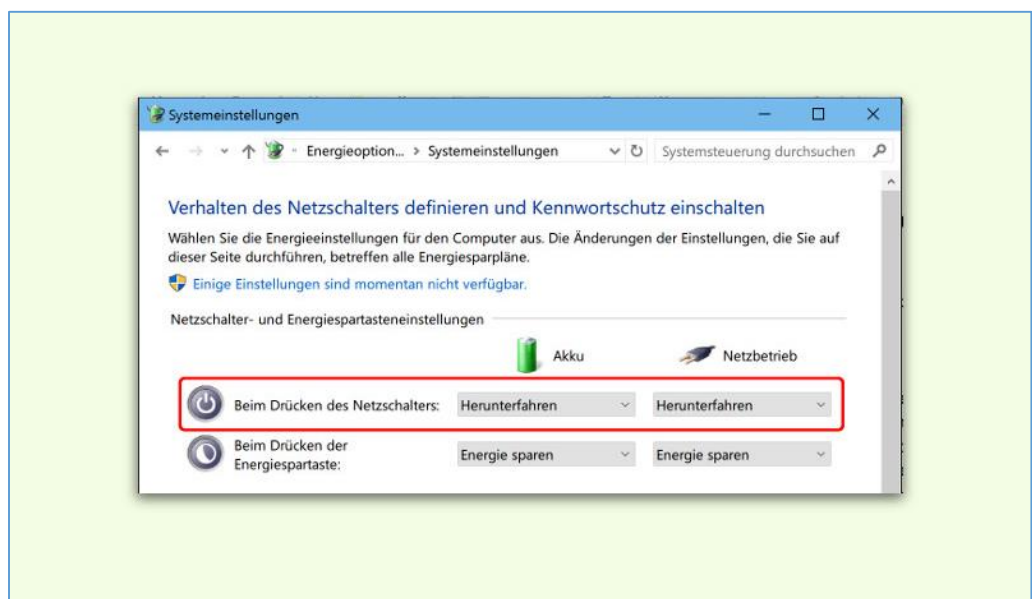 Systemeinstellungen
Energieoption... > Systemeinstellungen Systemsteuerung durchsuchen
Verhalten des Netzschalters definieren und Kennwortschutz einschalten
Wählen Sie die Energieeinstellungen für den Computer aus. Die Änderungen der Einstellungen, die Sie auf
dieser Seite durchführen, betreffen alle Energiesparpläne.
Einige Einstellungen sind momentan nicht verfügbar.
Netzschalter- und Energiespartasteneinstellungen
Akku Netzbetrieb
Beim Drücken des Netzschalters: Herunterfahren Herunterfahren
Beim Drücken der
Energiespartaste: Energie sparen Energie sparen